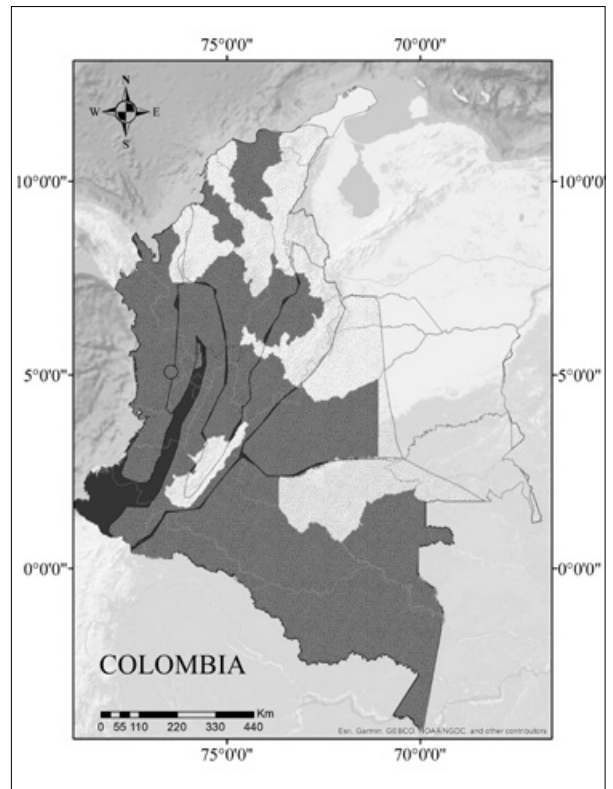 75°0'0" 70°0'0"
N
W E
S
10°0'0" 10°0'0"
5°0'0" 5°0'0"
0°0'0" 0°0'0"
COLOMBIA
Km
0 55 110 220 330 440
Esri, Garmin, GEBCO, NOAA NGDC, and other contributors
75°0'0" 70°0'0"